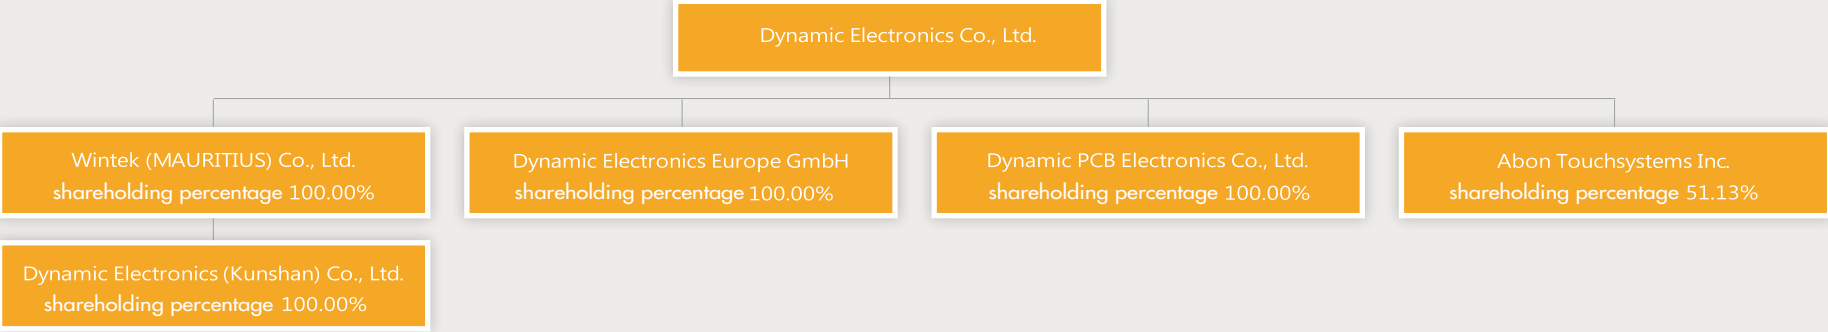 Dynamic Electronics Co., Ltd.
Wintek (MAURITIUS) Co., Ltd.
shareholding percentage 100.00%
Dynamic Electronics Europe GmbH
shareholding percentage 100.00%
Dynamic PCB Electronics Co., Ltd.
shareholding percentage 100.00%
Abon Touchsystems Inc.
shareholding percentage 51.13%
Dynamic Electronics (Kunshan) Co., Ltd.
shareholding percentage 100.00%